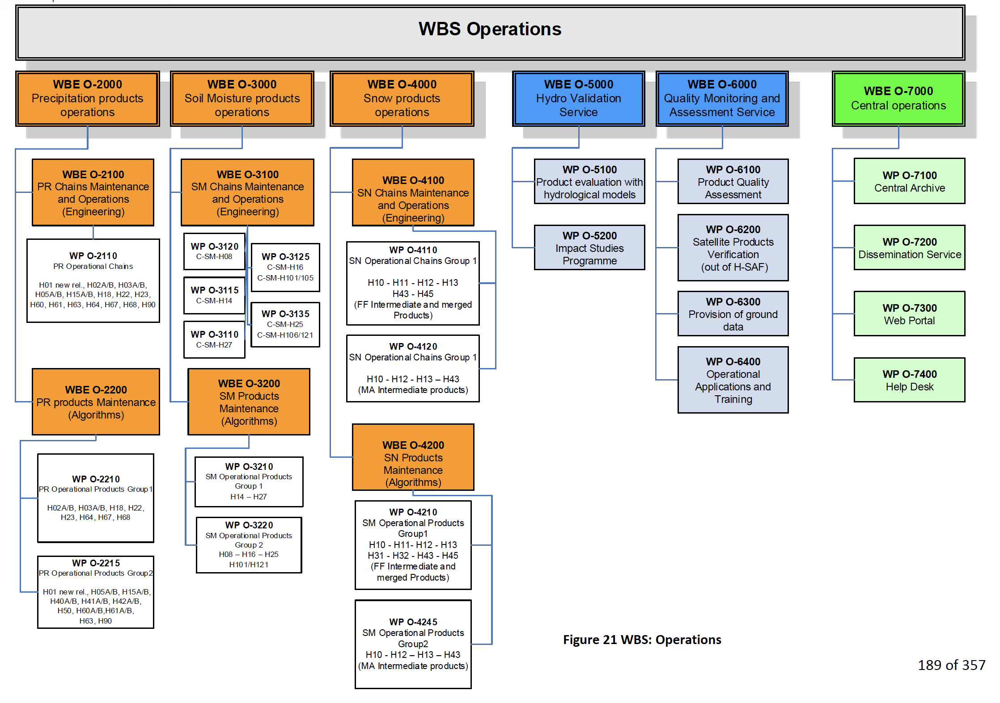 WBS Operations
WBE O-2000
Precipitation products
operations
WBE O-3000
Soil Moisture products
operations
WBE O-4000
Snow products
operations
WBE O-5000
Hydro Validation
Service
WBE O-6000
Quality Monitoring and
Assessment Service
WBE O-7000
Central operations
WBE O-2100
PR Chains Maintenance
and Operations
(Engineering)
WP O-2110
PR Operational Chains
H01 new rel., H02A/B, H03A/B,
H05A/B, H15A/B, H18, H22, H23,
H60, H61, H63, H64, H67, H68, H90
WBE O-2200
PR products Maintenance
(Algorithms)
WP O-2210
PR Operational Products Group1
H02A/B, H03A/B, H18, H22,
H23, H64, H67, H68
WP O-2215
PR Operational Products Group2
H01 new rel., H05A/B, H15A/B,
H40A/B, H41A/B, H42A/B,
H50, H60A/B,H61A/B,
H63, H90
WBE O-3100
SM Chains Maintenance
and Operations
(Engineering)
WP O-3120
C-SM-H08
WP O-3115
C-SM-H14
WP O-3110
C-SM-H27
WP O-3125
C-SM-H16
C-SM-H101/105
WP O-3135
C-SM-H25
C-SM-H106/121
WBE O-3200
SM Products
Maintenance
(Algorithms)
WP O-3210
SM Operational Products
Group 1
H14 – H27
WP O-3220
SM Operational Products
Group 2
H08 – H16 – H25
H101/H121
WBE O-4100
SN Chains Maintenance
and Operations
(Engineering)
WP O-4110
SN Operational Chains Group 1
H10 - H11 - H12 - H13
H43 - H45
(FF Intermediate and merged
Products)
WP O-4120
SN Operational Chains Group 1
H10 - H12 - H13 – H43
(MA Intermediate products)
WBE O-4200
SN Products
Maintenance
(Algorithms)
WP O-4210
SM Operational Products
Group1
H10 - H11- H12 - H13
H31 - H32 - H43 - H45
(FF Intermediate and
merged Products)
WP O-4245
SM Operational Products
Group2
H10 - H12 – H13 – H43
(MA Intermediate products)
WP O-5100
Product evaluation with
hydrological models
WP O-5200
Impact Studies
Programme
WP O-6100
Product Quality
Assessment
WP O-6200
Satellite Products
Verification
(out of H-SAF)
WP O-6300
Provision of ground
data
WP O-6400
Operational
Applications and
Training
WP O-7100
Central Archive
WP O-7200
Dissemination Service
WP O-7300
Web Portal
WP O-7400
Help Desk
Figure 21 WBS: Operations
189 of 357